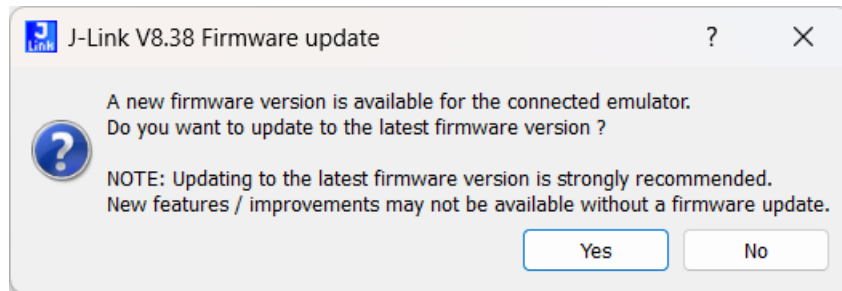 J Link
J-Link V8.38 Firmware update ? X
A new firmware version is available for the connected emulator.
Do you want to update to the latest firmware version ?
NOTE: Updating to the latest firmware version is strongly recommended.
New features / improvements may not be available without a firmware update.
Yes No